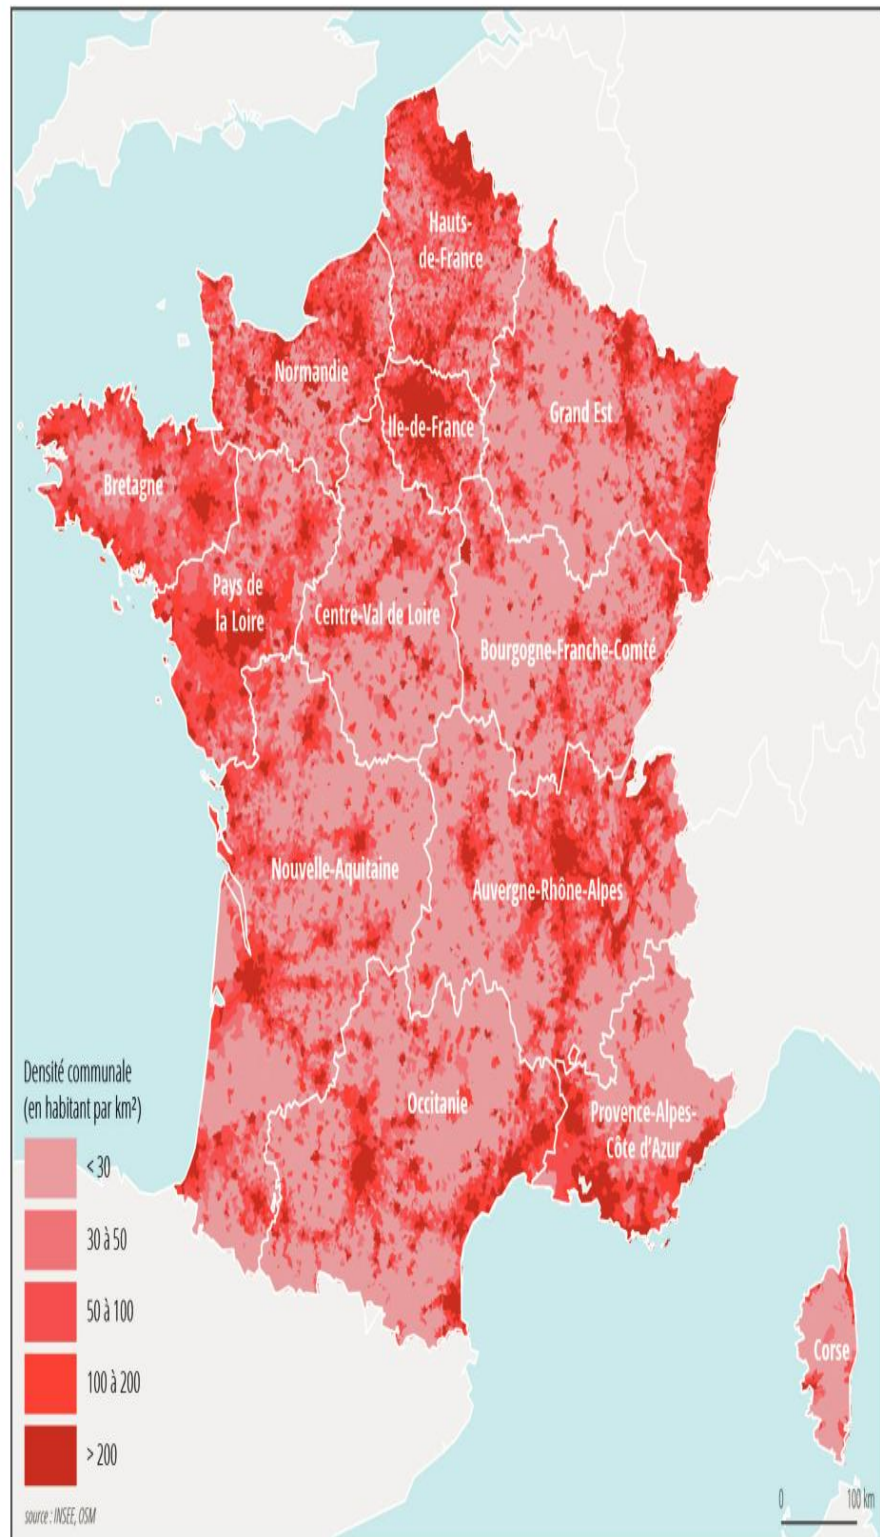 Hauts-
de-France
Normandie
Ile-de-France
Grand Est
Bretagne
Pays de
la Loire
Centre-Val de Loire
Bourgogne-Franche-Comté
Nouvelle-Aquitaine
Auvergne-Rhône-Alpes
Occitanie
Provence-Alpes-
Côte d'Azur
Corse
Densité communale
(en habitant par km²)
< 30
30 à 50
50 à 100
100 à 200
> 200
source : INSEE, OSM
0 100 km